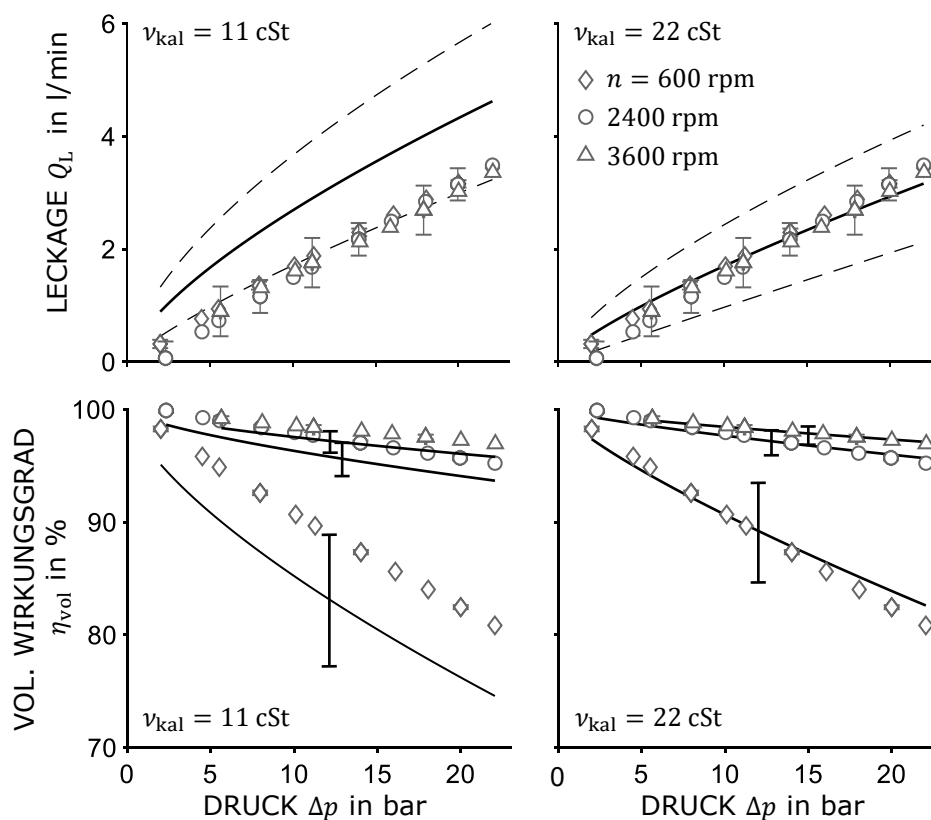 LECKAGE Q_L in l/min
6
4
2
0
ν_kal = 11 cSt
ν_kal = 22 cSt
n = 600 rpm
2400 rpm
3600 rpm
VOL. WIRKUNGSGRAD
η_vol in %
100
90
80
70
ν_kal = 11 cSt
ν_kal = 22 cSt
0 5 10 15 20
0 5 10 15 20
DRUCK Δp in bar
DRUCK Δp in bar